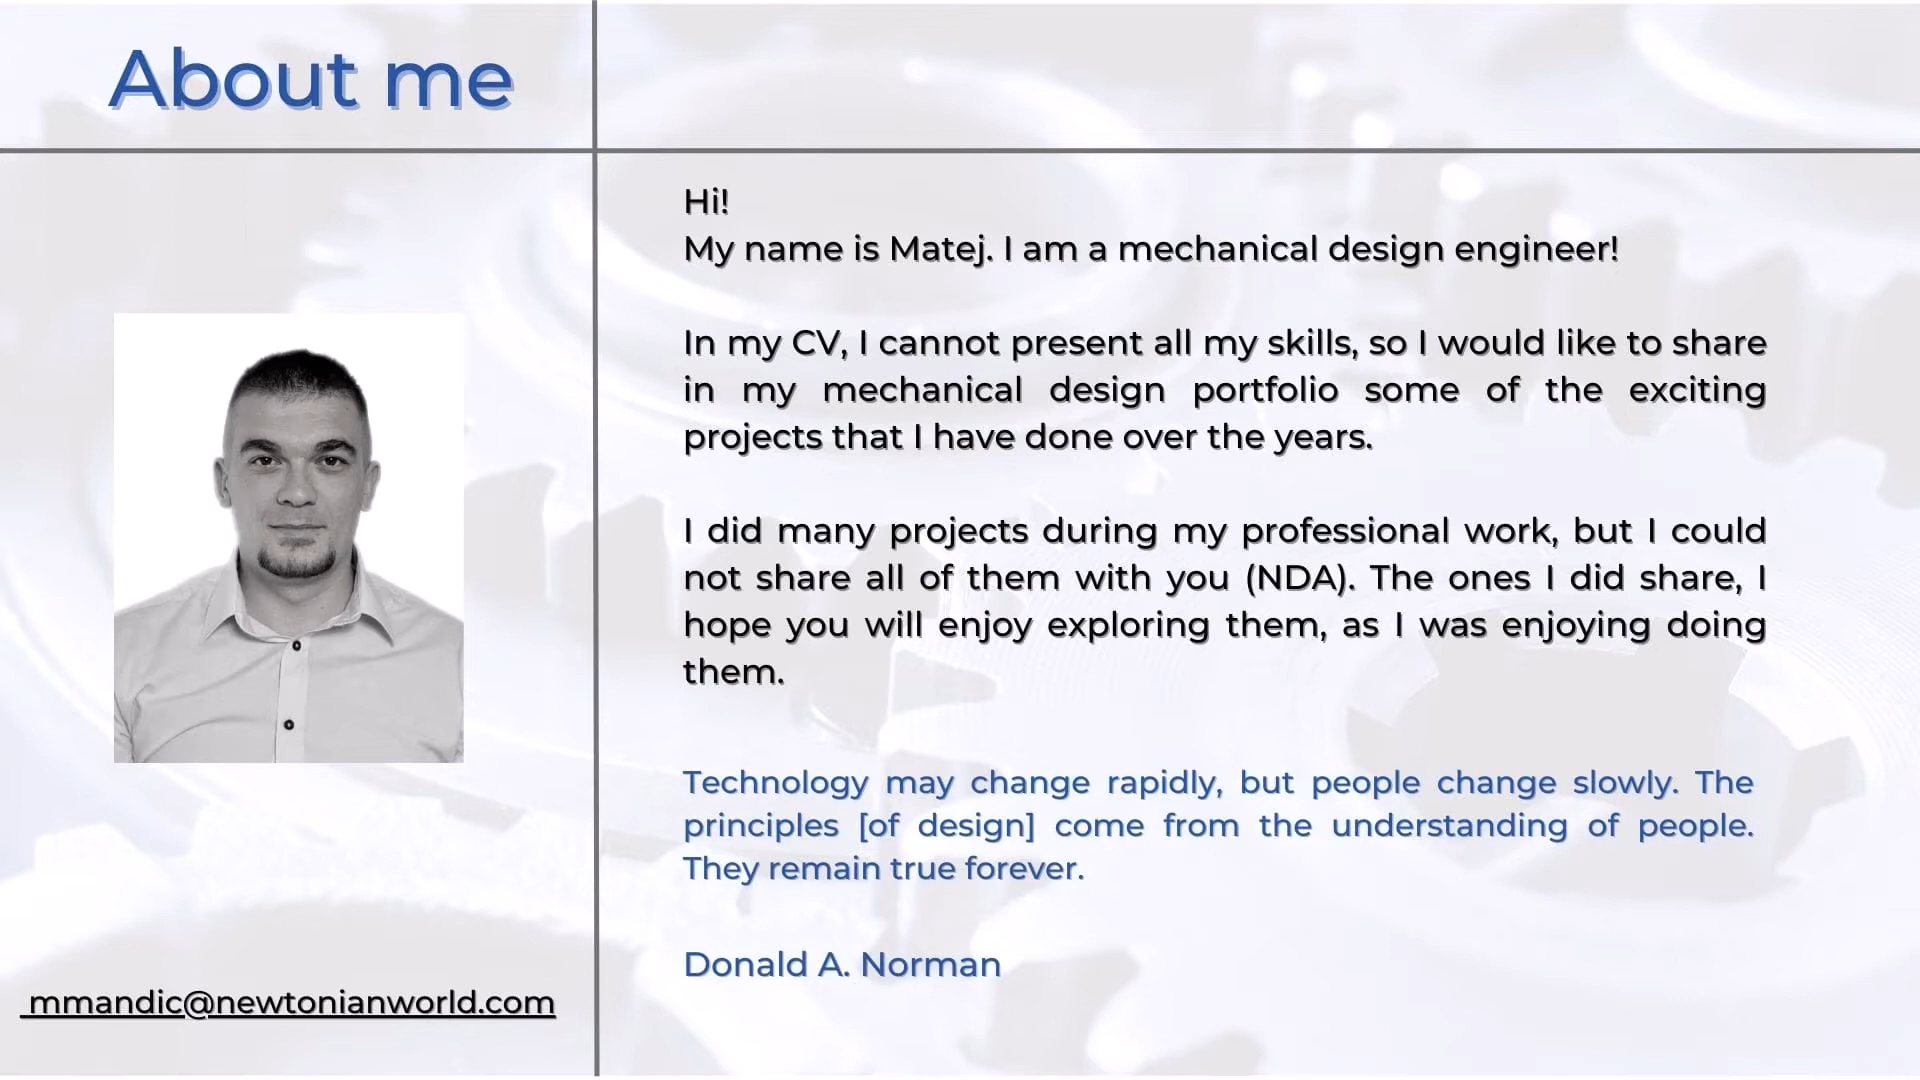 About me
Hi!
My name is Matej. I am a mechanical design engineer!
In my CV, I cannot present all my skills, so I would like to share
in my mechanical design portfolio some of the exciting
projects that I have done over the years.
I did many projects during my professional work, but I could
not share all of them with you (NDA). The ones I did share, I
hope you will enjoy exploring them, as I was enjoying doing
them.
Technology may change rapidly, but people change slowly. The
principles [of design] come from the understanding of people.
They remain true forever.
Donald A. Norman
mmandic@newtonianworld.com